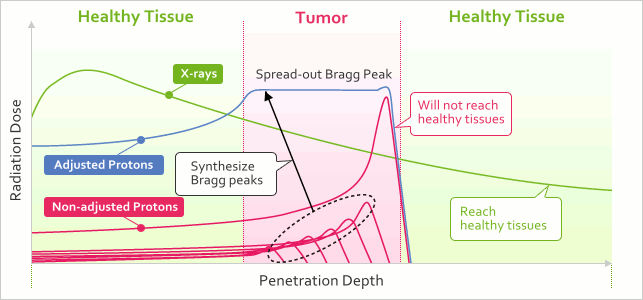 Healthy Tissue
Tumor
Healthy Tissue
X-rays
Spread-out Bragg Peak
Will not reach
healthy tissues
Adjusted Protons
Synthesize
Bragg peaks
Non-adjusted Protons
Reach
healthy tissues
Radiation Dose
Penetration Depth